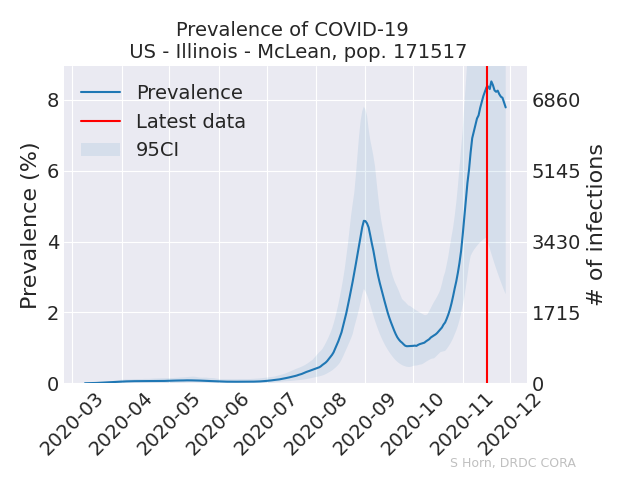 Prevalence of COVID-19
US - Illinois - McLean, pop. 171517
Prevalence
Latest data
95CI
Prevalence (%)
8
6
4
2
0
6860
5145
3430
1715
0
# of infections
2020-03
2020-04
2020-05
2020-06
2020-07
2020-08
2020-09
2020-10
2020-11
2020-12
S Horn, DRDC CORA